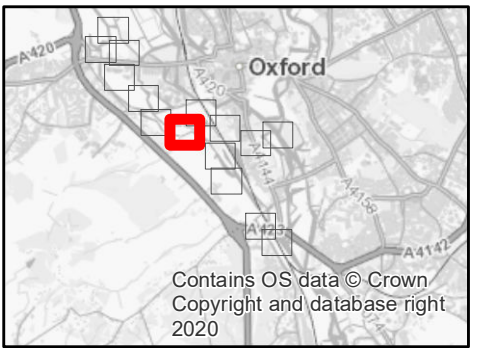 A420
Oxford
A420
A4144
A4158
A423
A4142
Contains OS data © Crown
Copyright and database right
2020